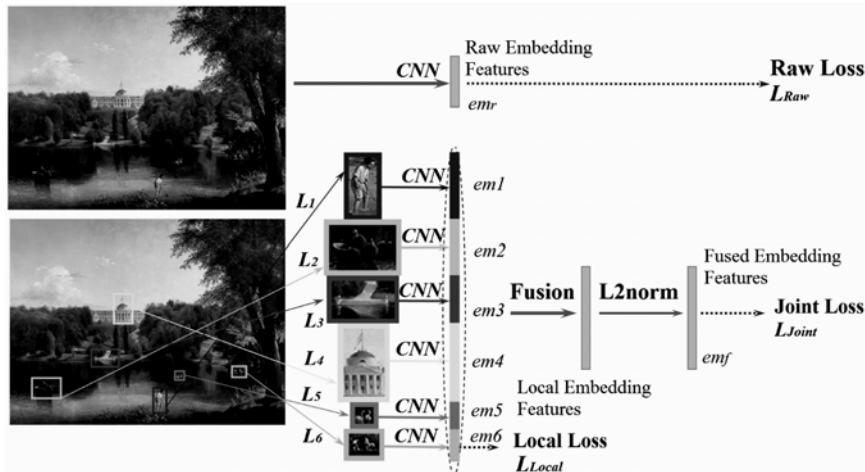 CNN
Raw Embedding
Features
emr
Raw Loss
LRaw
L1
CNN
em1
L2
CNN
em2
L3
CNN
em3
L4
CNN
em4
L5
CNN
em5
L6
CNN
em6
Fusion
L2norm
Local Embedding
Features
Fused Embedding
Features
emf
Joint Loss
LJoint
Local Loss
LLocal